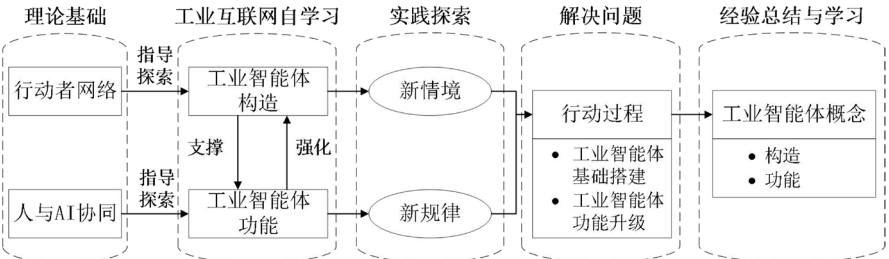 理论基础
工业互联网自学习
实践探索
解决问题
经验总结与学习
行动者网络
指导
探索
工业智能体
构造
新情境
支撑
强化
人与AI协同
指导
探索
工业智能体
功能
新规律
行动过程
● 工业智能体
基础搭建
● 工业智能体
功能升级
工业智能体概念
● 构造
● 功能